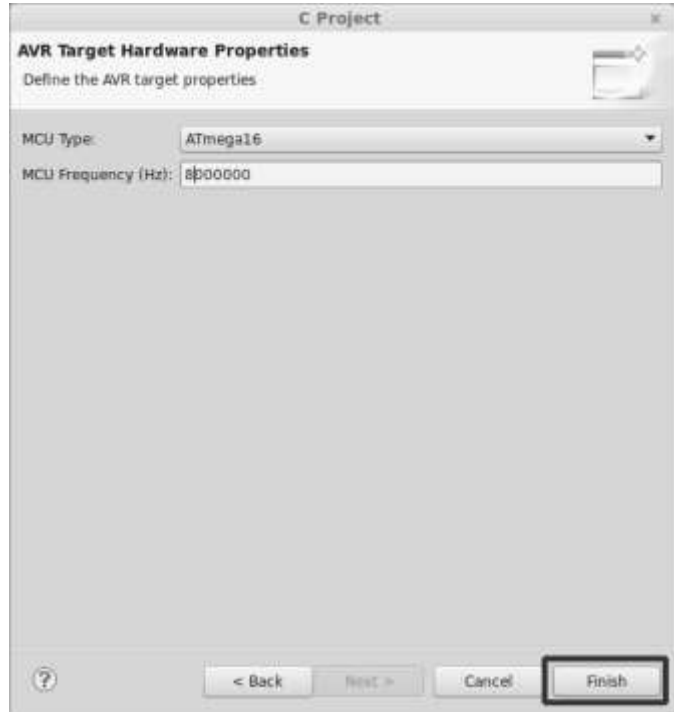 C Project
AVR Target Hardware Properties
Define the AVR target properties
MCU Type: ATmega16
MCU Frequency (Hz): 8000000
? < Back Next > Cancel Finish